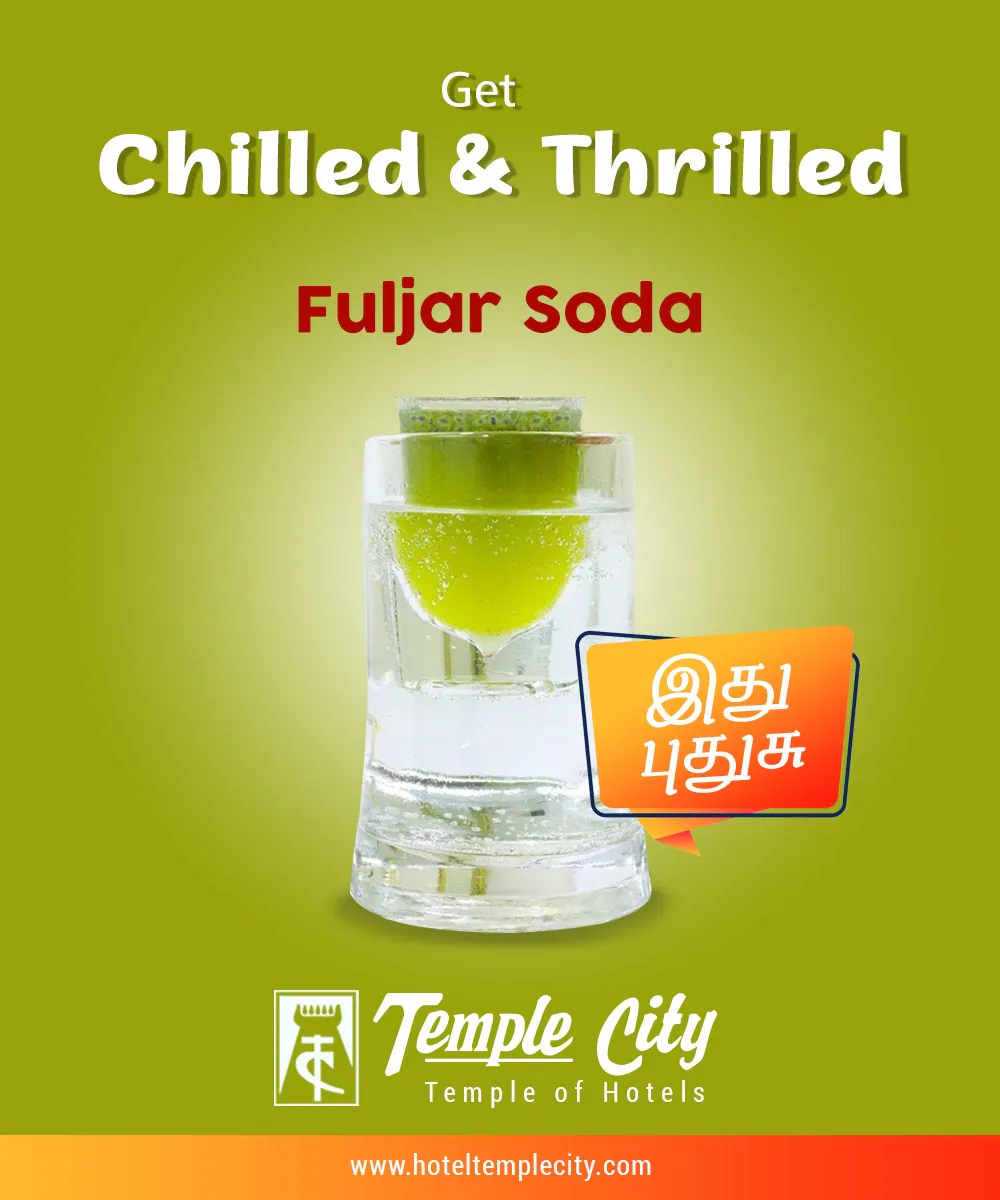 Get
Chilled & Thrilled
Fuljar Soda
இது
புதுசு
Temple City
Temple of Hotels
www.hoteltemplecity.com